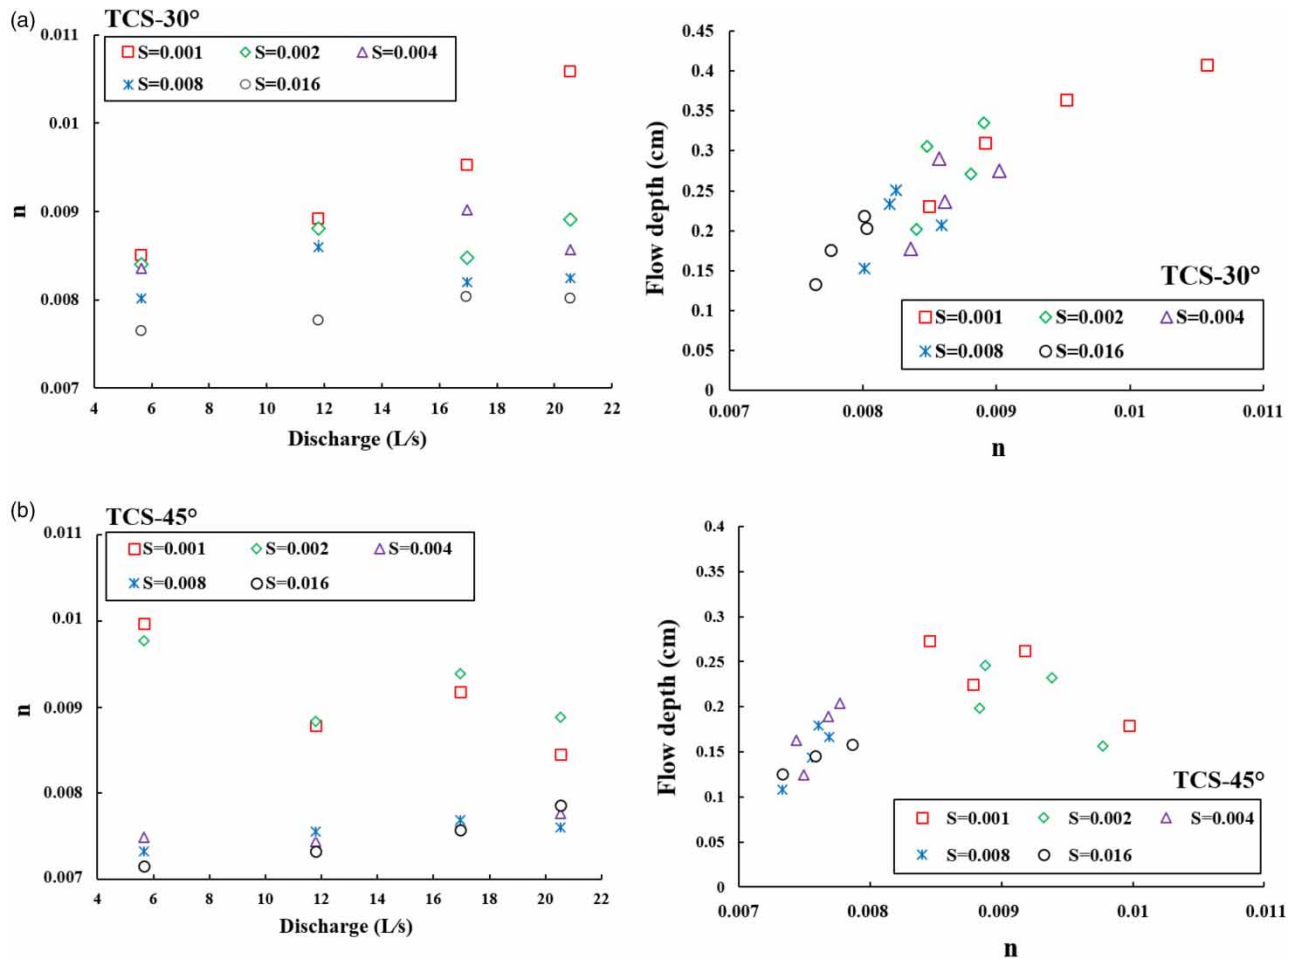 (a)
TCS-30°
S=0.001 S=0.002 S=0.004
S=0.008 S=0.016
0.011
0.01
0.009
0.008
0.007
n
4 6 8 10 12 14 16 18 20 22
Discharge (L/s)
0.45
0.4
0.35
0.3
0.25
0.2
0.15
0.1
0.05
0
Flow depth (cm)
TCS-30°
S=0.001 S=0.002 S=0.004
S=0.008 S=0.016
0.007 0.008 0.009 0.01 0.011
n
(b)
TCS-45°
S=0.001 S=0.002 S=0.004
S=0.008 S=0.016
0.011
0.01
0.009
0.008
0.007
n
4 6 8 10 12 14 16 18 20 22
Discharge (L/s)
0.4
0.35
0.3
0.25
0.2
0.15
0.1
0.05
0
Flow depth (cm)
TCS-45°
S=0.001 S=0.002 S=0.004
S=0.008 S=0.016
0.007 0.008 0.009 0.01 0.011
n